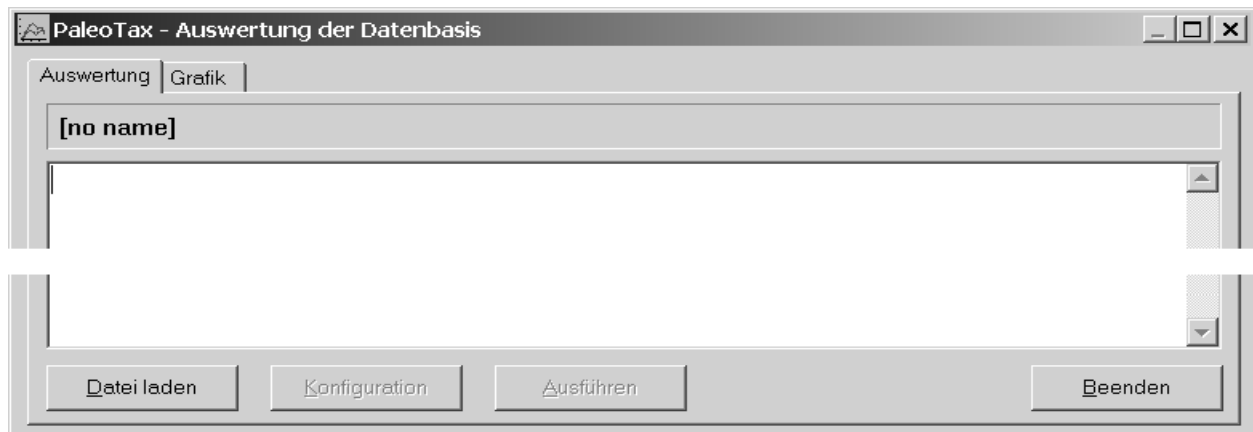 PaleoTax - Auswertung der Datenbasis
Auswertung Grafik
[no name]
Datei laden Konfiguration Ausführen Beenden